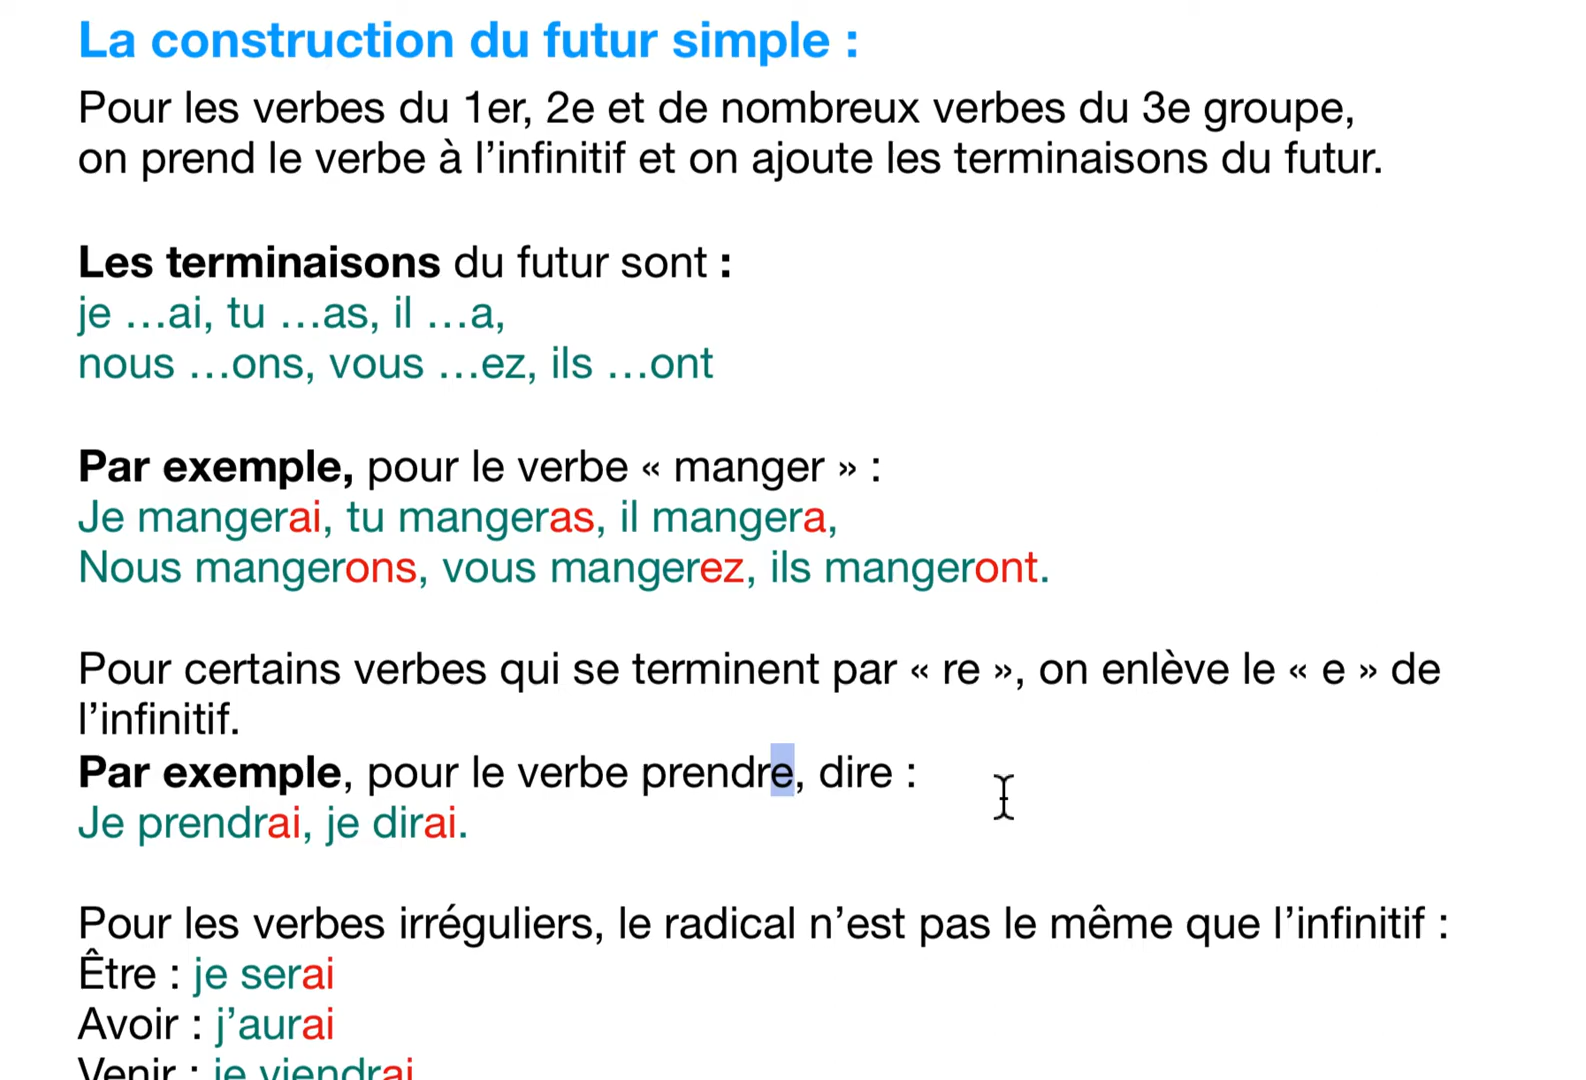 La construction du futur simple :
Pour les verbes du 1er, 2e et de nombreux verbes du 3e groupe,
on prend le verbe à l’infinitif et on ajoute les terminaisons du futur.
Les terminaisons du futur sont :
je …ai, tu …as, il …a,
nous …ons, vous …ez, ils …ont
Par exemple, pour le verbe « manger » :
Je mangerai, tu mangeras, il mangera,
Nous mangerons, vous mangerez, ils mangeront.
Pour certains verbes qui se terminent par « re », on enlève le « e » de
l’infinitif.
Par exemple, pour le verbe prendre, dire :
Je prendrai, je dirai.
Pour les verbes irréguliers, le radical n’est pas le même que l’infinitif :
Être : je serai
Avoir : j’aurai
Venir : je viendrai